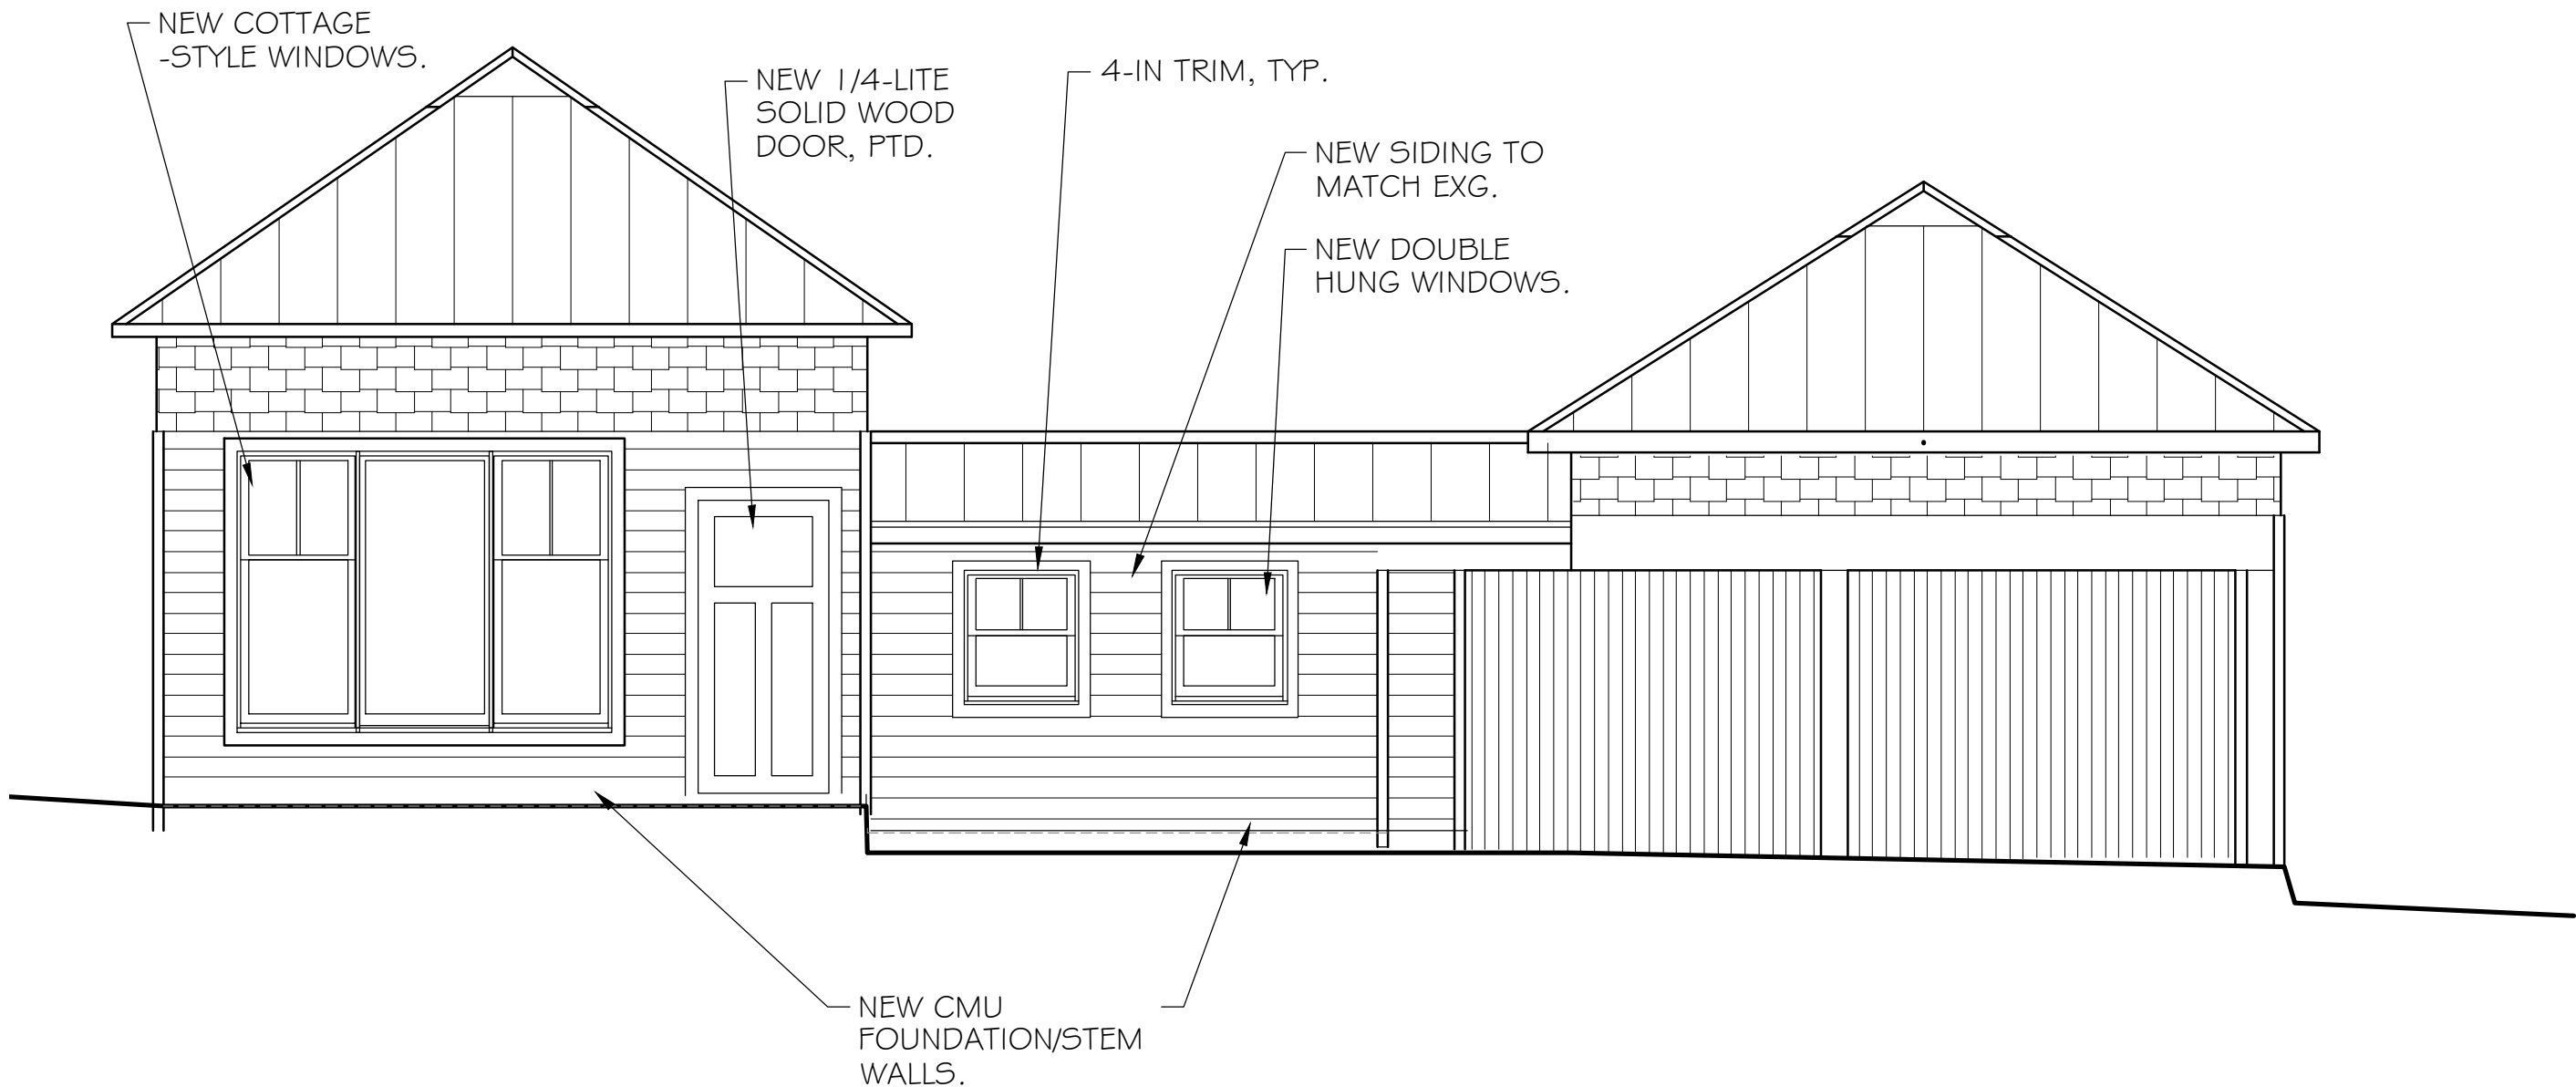 NEW COTTAGE
-STYLE WINDOWS.
NEW 1/4-LITE
SOLID WOOD
DOOR, PTD.
4-IN TRIM, TYP.
NEW SIDING TO
MATCH EXG.
NEW DOUBLE
HUNG WINDOWS.
NEW CMU
FOUNDATION/STEM
WALLS.